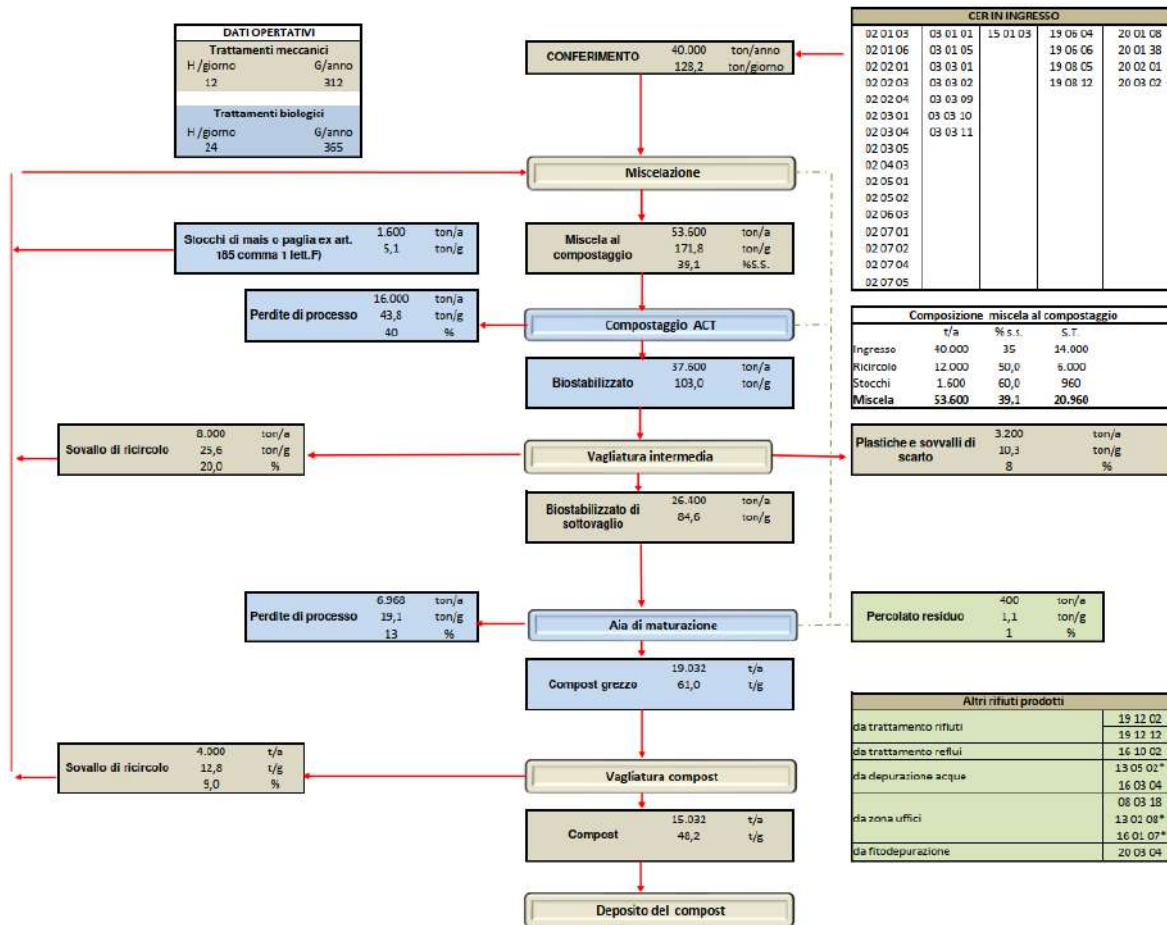 DATI OPERTATIVI
Trattamenti meccanici
H /giorno G/anno
12 312
Trattamenti biologici
H /giorno G/anno
24 365
CONFERIMENTO 40.000 ton/anno
128,2 ton/giorno
CER IN INGRESSO
02 01 03 03 01 01 15 01 03 19 06 04 20 01 08
02 01 06 03 01 05 19 06 06 20 01 38
02 02 01 03 03 01 19 08 05 20 02 01
02 02 03 03 03 02 19 08 12 20 03 02
02 02 04 03 03 09
02 03 01 03 03 10
02 03 04 03 03 11
02 03 05
02 04 03
02 05 01
02 05 02
02 06 03
02 07 01
02 07 02
02 07 04
02 07 05
Miscelazione
Stocchi di mais o paglia ex art. 1.600 ton/a
185 comma 1 lett.F) 5,1 ton/g
Miscela al 53.600 ton/a
compostaggio 171,8 ton/g
39,1 %S.S.
Perdite di processo 16.000 ton/a
43,8 ton/g
40 %
Compostaggio ACT
Biostabilizzato 37.600 ton/a
103,0 ton/g
Composizione miscela al compostaggio
t/a % s.s. S.T.
Ingresso 40.000 35 14.000
Ricircolo 12.000 50,0 6.000
Stocchi 1.600 60,0 960
Miscela 53.600 39,1 20.960
Sovallo di ricircolo 8.000 ton/a
25,6 ton/g
20,0 %
Vagliatura intermedia
Plastiche e sovvalli di 3.200 ton/a
scarto 10,3 ton/g
8 %
Biostabilizzato di 26.400 ton/a
sottovaglio 84,6 ton/g
Perdite di processo 6.968 ton/a
19,1 ton/g
13 %
Aia di maturazione
Percolato residuo 400 ton/a
1,1 ton/g
1 %
Compost grezzo 19.032 t/a
61,0 t/g
Altri rifiuti prodotti
da trattamento rifiuti 19 12 02
19 12 12
da trattamento reflui 16 10 02
da depurazione acque 13 05 02*
16 03 04
da zona uffici 08 03 18
13 02 08*
16 01 07*
da fitodepurazione 20 03 04
Sovallo di ricircolo 4.000 t/a
12,8 t/g
9,0 %
Vagliatura compost
Compost 15.032 t/a
48,2 t/g
Deposito del compost